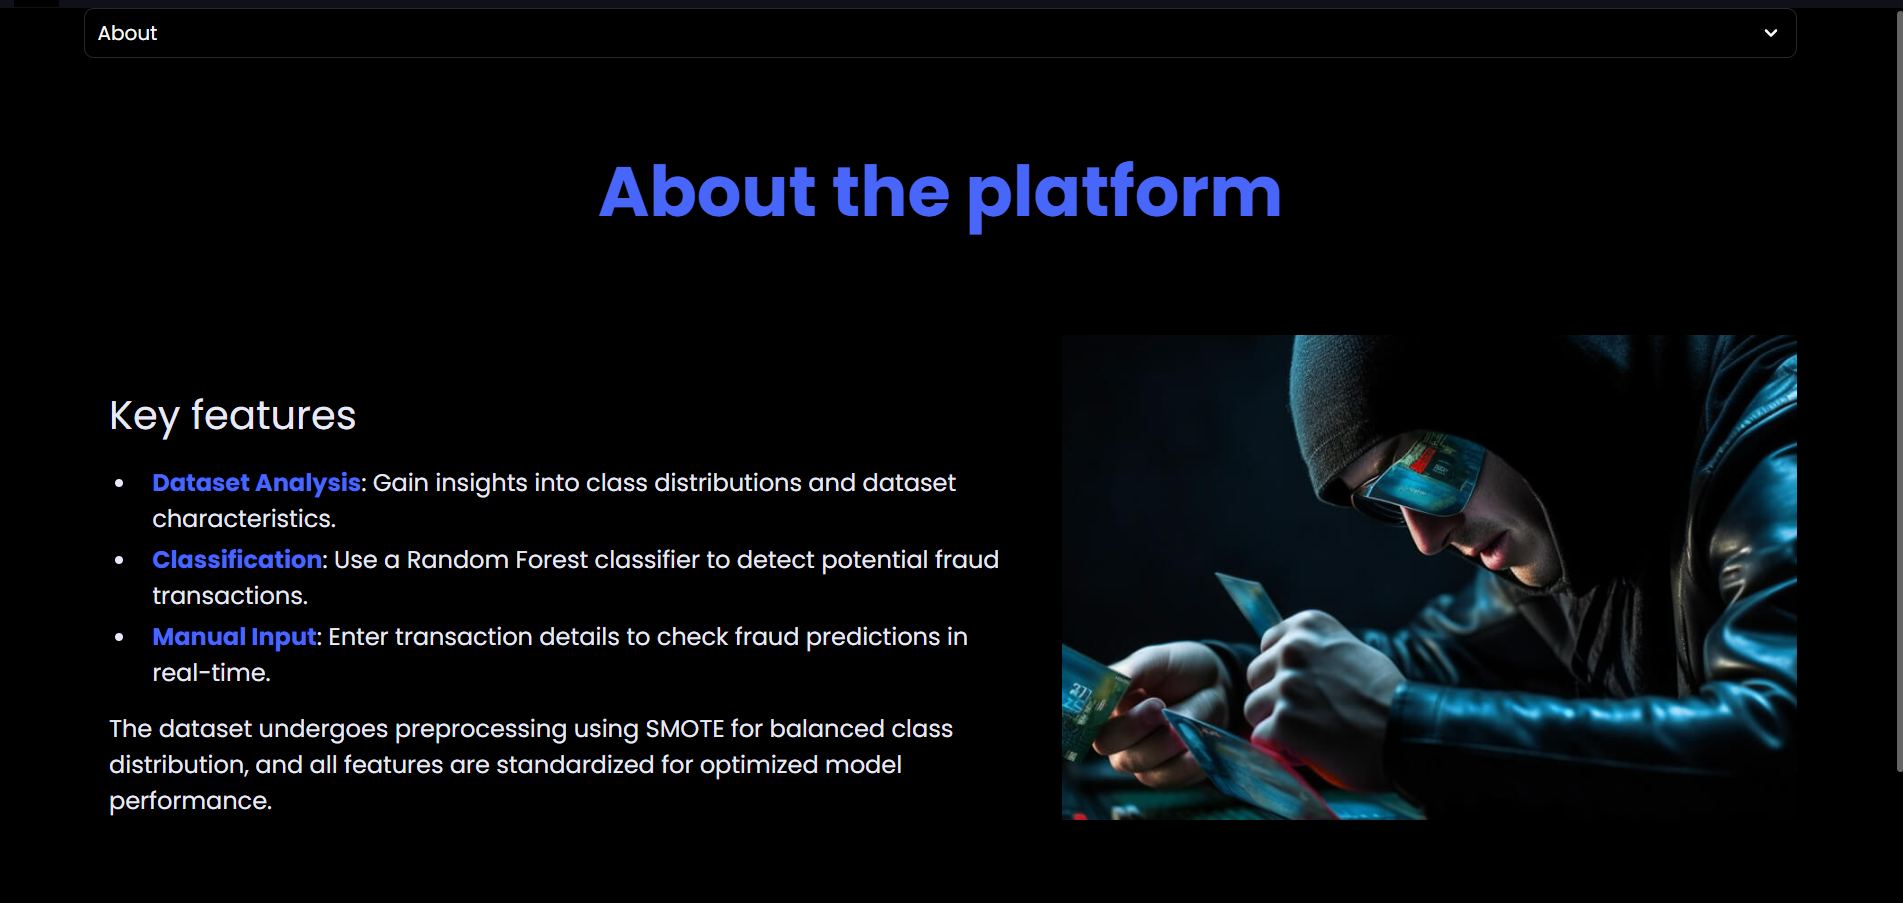 About
About the platform
Key features
Dataset Analysis: Gain insights into class distributions and dataset
characteristics.
Classification: Use a Random Forest classifier to detect potential fraud
transactions.
Manual Input: Enter transaction details to check fraud predictions in
real-time.
The dataset undergoes preprocessing using SMOTE for balanced class
distribution, and all features are standardized for optimized model
performance.